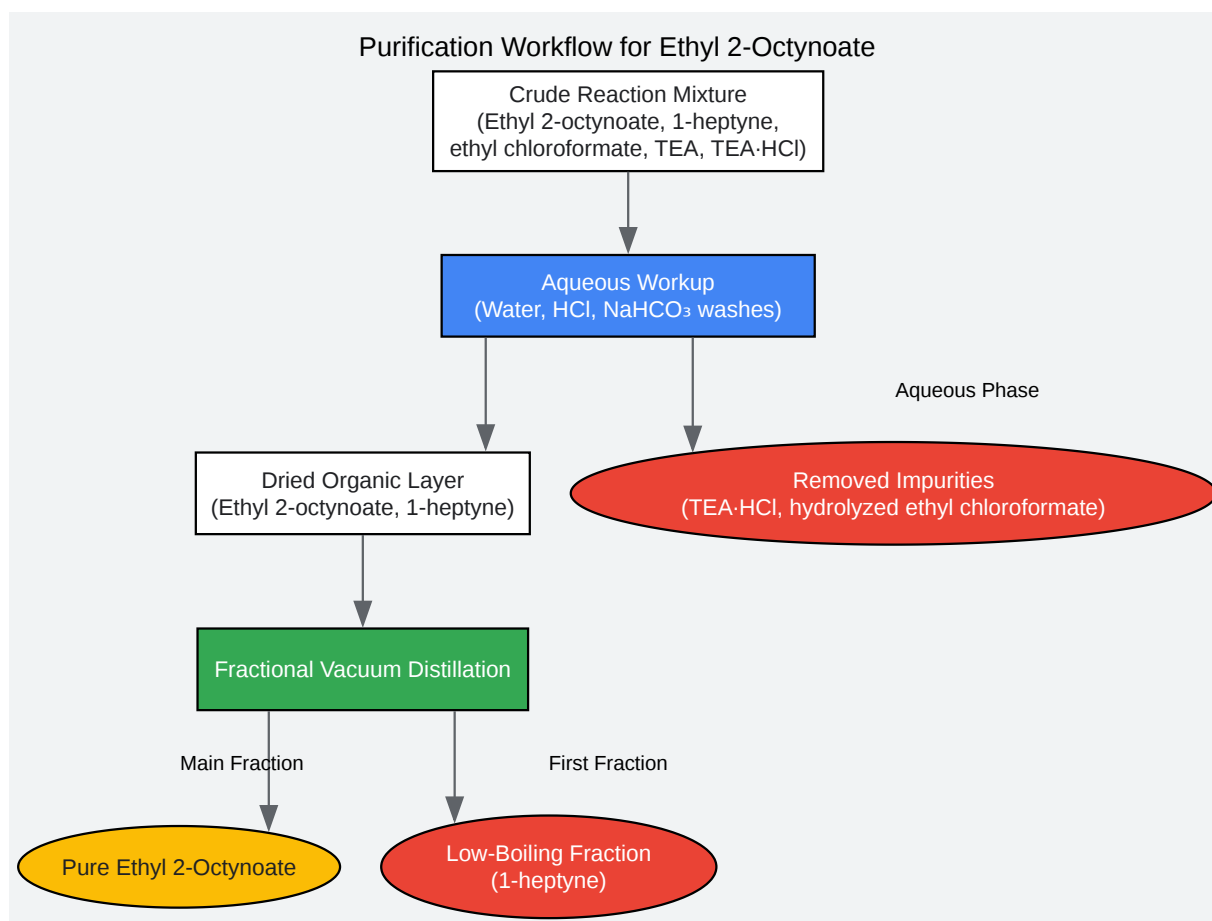 Purification Workflow for Ethyl 2-Octynoate
Crude Reaction Mixture
(Ethyl 2-octynoate, 1-heptyne,
ethyl chloroformate, TEA, TEA·HCl)
Aqueous Workup
(Water, HCl, NaHCO₃ washes)
Aqueous Phase
Dried Organic Layer
(Ethyl 2-octynoate, 1-heptyne)
Removed Impurities
(TEA·HCl, hydrolyzed ethyl chloroformate)
Fractional Vacuum Distillation
Main Fraction
First Fraction
Pure Ethyl 2-Octynoate
Low-Boiling Fraction
(1-heptyne)